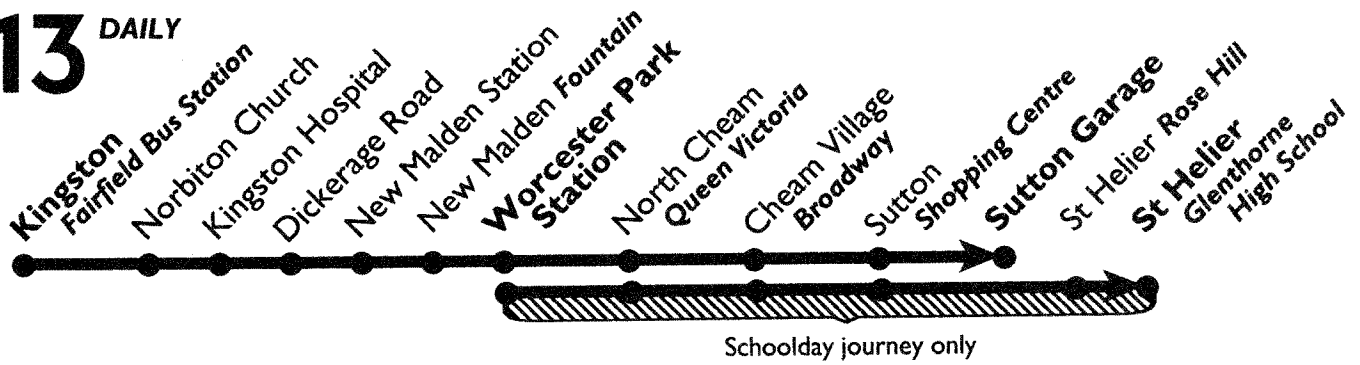 13 DAILY
Kingston
Fairfield Bus Station
Norbiton Church
Kingston Hospital
Dickerage Road
New Malden Station
New Malden Fountain
Worcester Park
Station
North Cheam
Queen Victoria
Cheam Village
Broadway
Sutton
Shopping Centre
Sutton Garage
St Helier Rose Hill
St Helier
Glenthorne
High School
Schoolday journey only